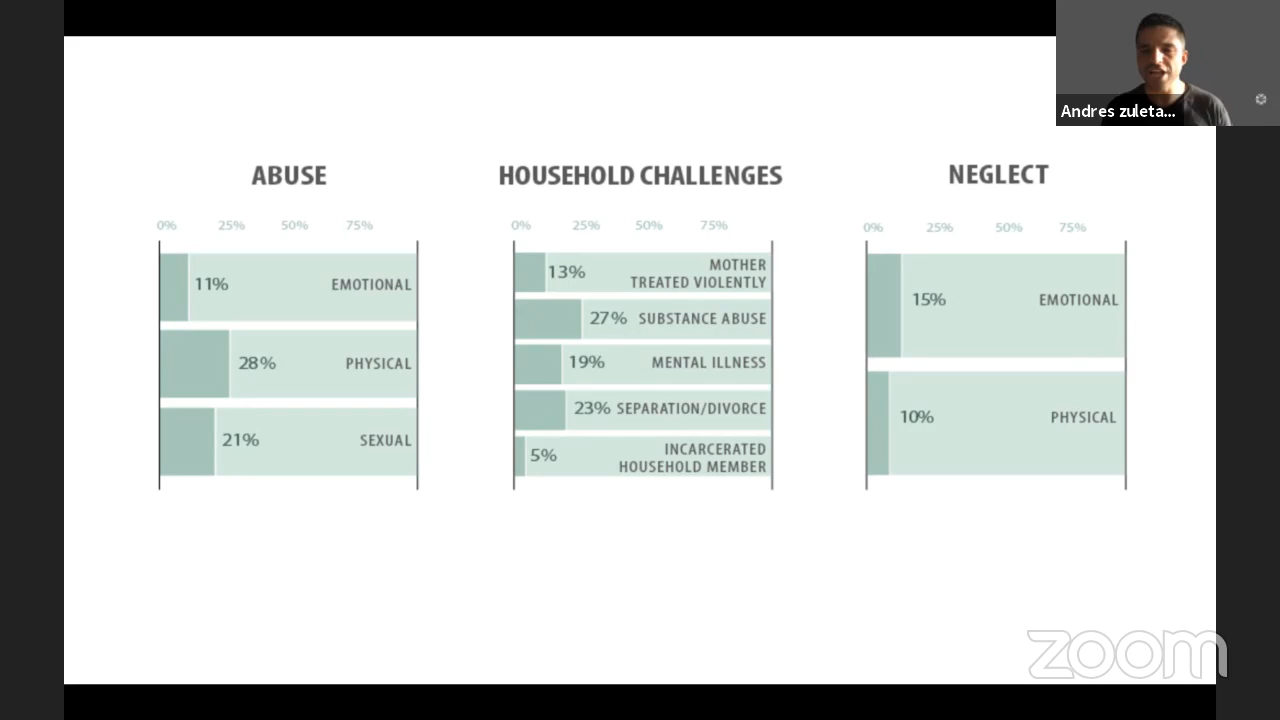 Andres zuleta...
ABUSE
0% 25% 50% 75%
11% EMOTIONAL
28% PHYSICAL
21% SEXUAL
HOUSEHOLD CHALLENGES
0% 25% 50% 75%
13% MOTHER
TREATED VIOLENTLY
27% SUBSTANCE ABUSE
19% MENTAL ILLNESS
23% SEPARATION/DIVORCE
5% INCARCERATED
HOUSEHOLD MEMBER
NEGLECT
0% 25% 50% 75%
15% EMOTIONAL
10% PHYSICAL
zoom